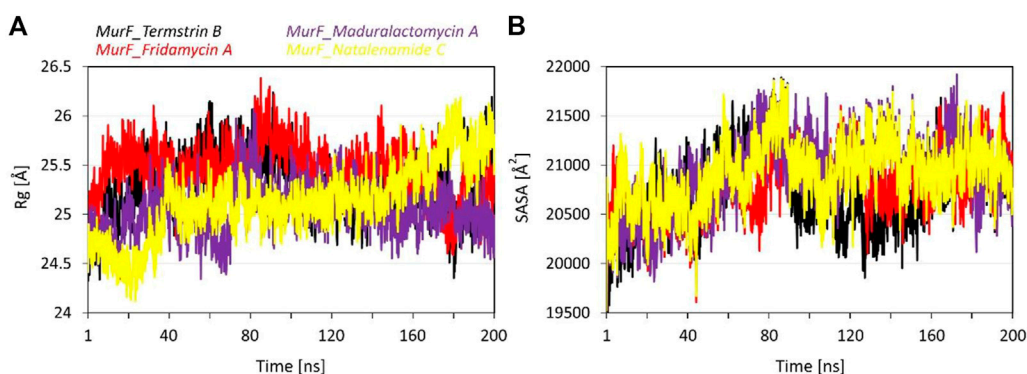 A
MurF_Termstrin B
MurF_Maduralactomycin A
MurF_Fridamycin A
MurF_Natalenamide C
B
26.5
26
25.5
25
24.5
24
Rg [Å]
1 40 80 120 160 200
Time [ns]
22000
21500
21000
20500
20000
19500
SASA [Å²]
1 40 80 120 160 200
Time [ns]